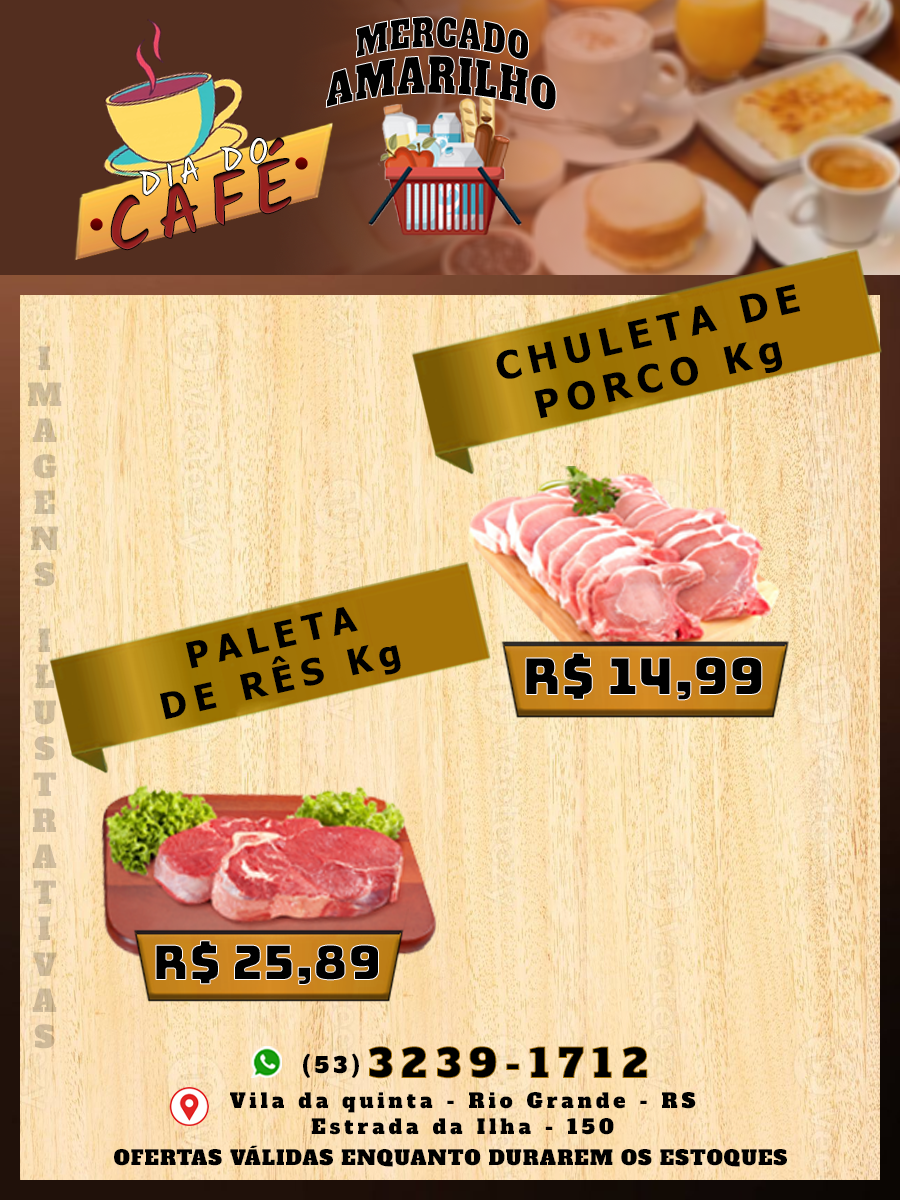 MERCADO
AMARILHO
DIA DO
CAFÉ
CHULETA DE
PORCO Kg
R$ 14,99
PALETA
DE RÊS Kg
R$ 25,89
IMAGENS ILUSTRATIVAS
(53) 3239-1712
Vila da quinta - Rio Grande - RS
Estrada da Ilha - 150
OFERTAS VÁLIDAS ENQUANTO DURAREM OS ESTOQUES